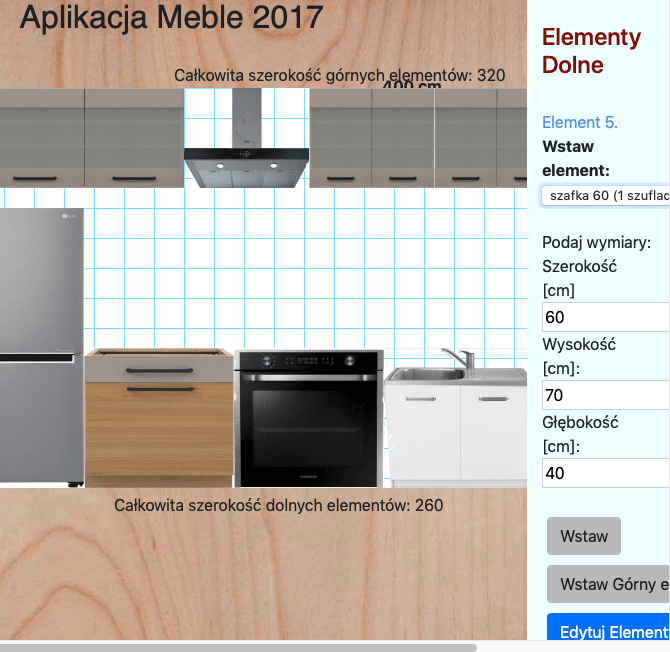 Aplikacja Meble 2017
Całkowita szerokość górnych elementów: 320
400 cm
Całkowita szerokość dolnych elementów: 260
Elementy
Dolne
Element 5.
Wstaw
element:
szafka 60 (1 szuflad
Podaj wymiary:
Szerokość
[cm]
60
Wysokość
[cm]:
70
Głębokość
[cm]:
40
Wstaw
Wstaw Górny e
Edytuj Element